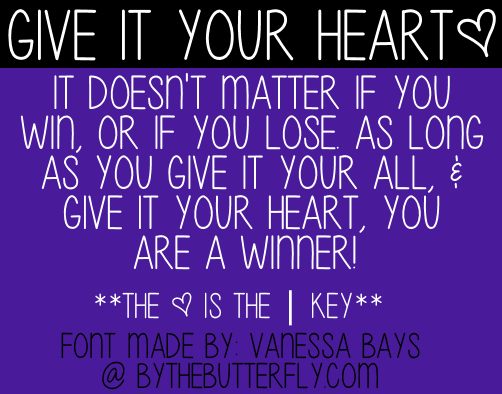 GIVE IT YOUR HEART♡
IT DOESN'T MATTER IF YOU
WIN, OR IF YOU LOSE. AS LONG
AS YOU GIVE IT YOUR ALL, &
GIVE IT YOUR HEART, YOU
ARE A WINNER!
**THE ♡ IS THE | KEY**
FONT MADE BY: VANESSA BAYS
@ BYTHEBUTTERFLY.COM